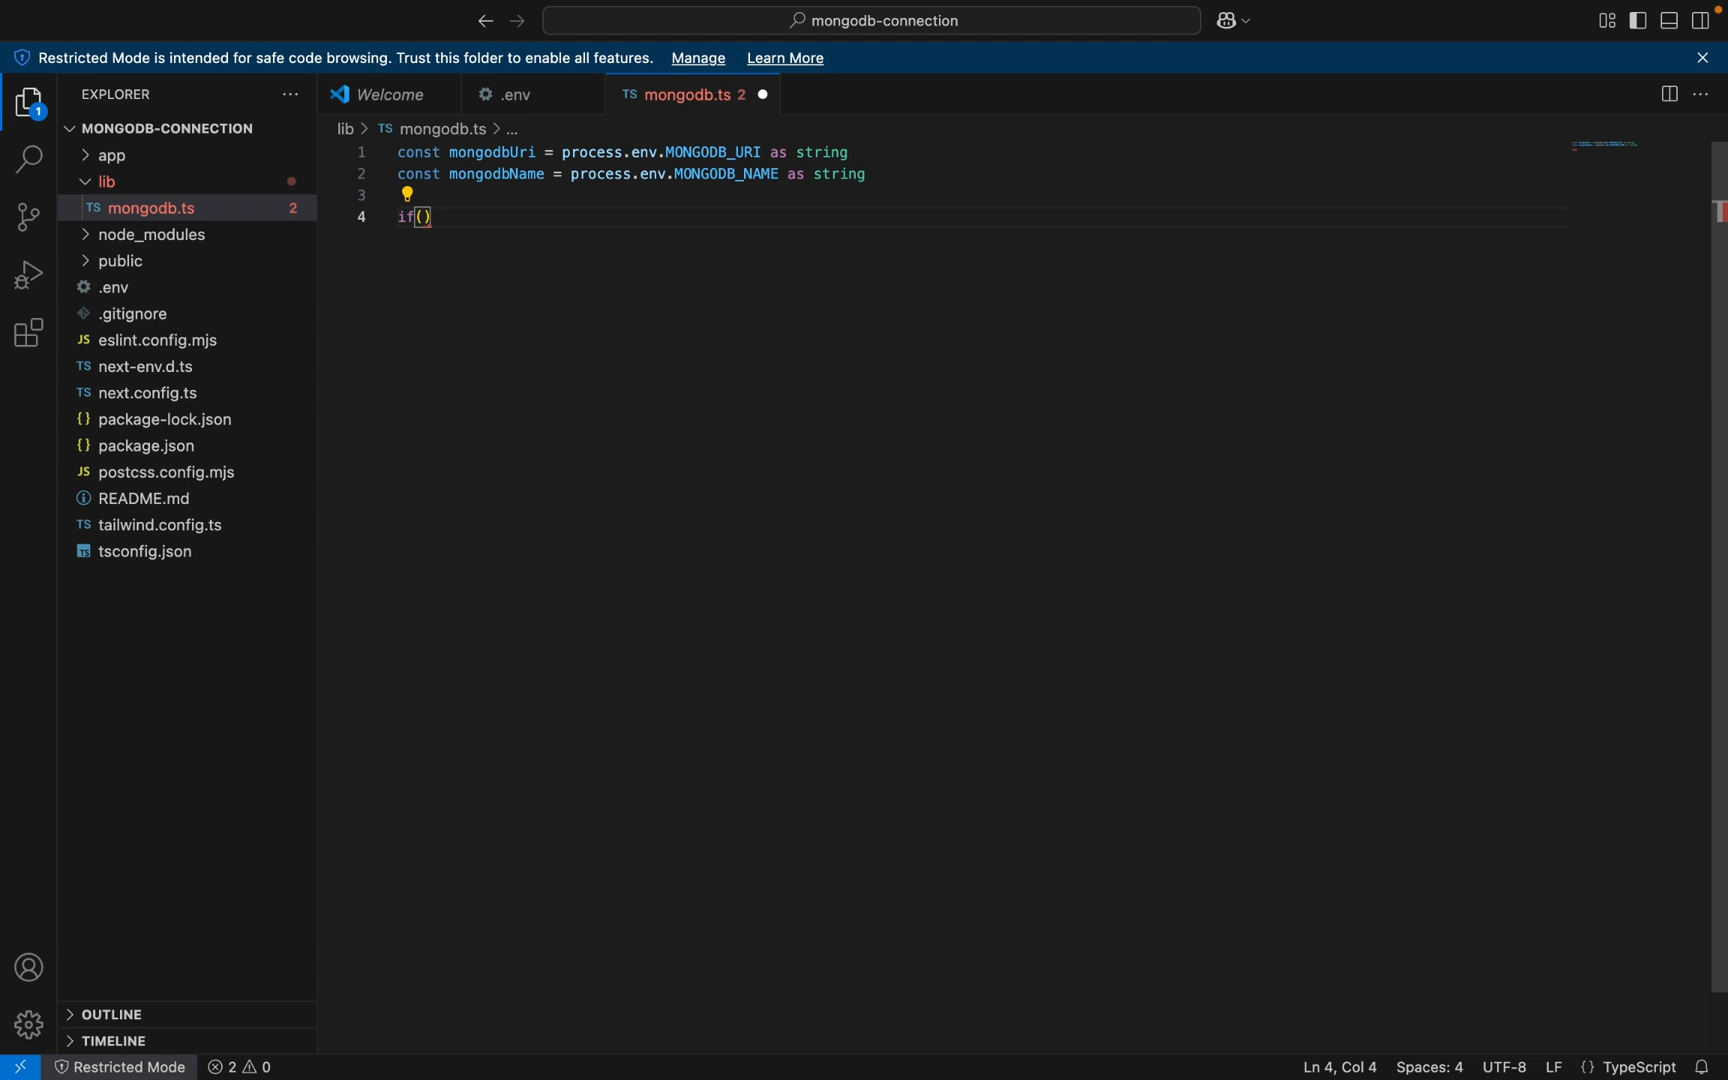 mongodb-connection
Restricted Mode is intended for safe code browsing. Trust this folder to enable all features. Manage Learn More
1
EXPLORER
MONGODB-CONNECTION
app
lib
TS mongodb.ts 2
node_modules
public
.env
.gitignore
JS eslint.config.mjs
TS next-env.d.ts
TS next.config.ts
{} package-lock.json
{} package.json
JS postcss.config.mjs
README.md
TS tailwind.config.ts
TS tsconfig.json
OUTLINE
TIMELINE
Welcome
.env
TS mongodb.ts 2
lib > TS mongodb.ts > ...
1 const mongodbUri = process.env.MONGODB_URI as string
2 const mongodbName = process.env.MONGODB_NAME as string
3
4 if()
Restricted Mode 2 0
Ln 4, Col 4 Spaces: 4 UTF-8 LF {} TypeScript